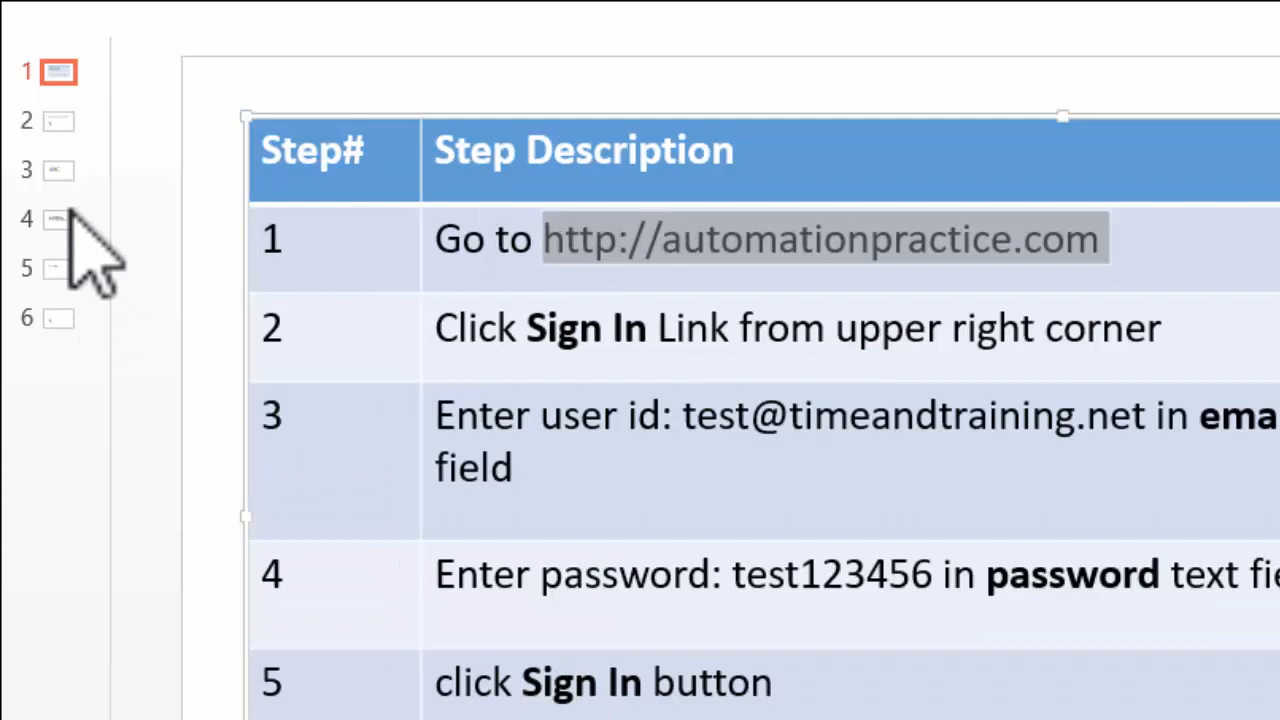 1
2
3
4
5
6
Step# Step Description
1 Go to http://automationpractice.com
2 Click Sign In Link from upper right corner
3 Enter user id: test@timeandtraining.net in ema
field
4 Enter password: test123456 in password text fie
5 click Sign In button